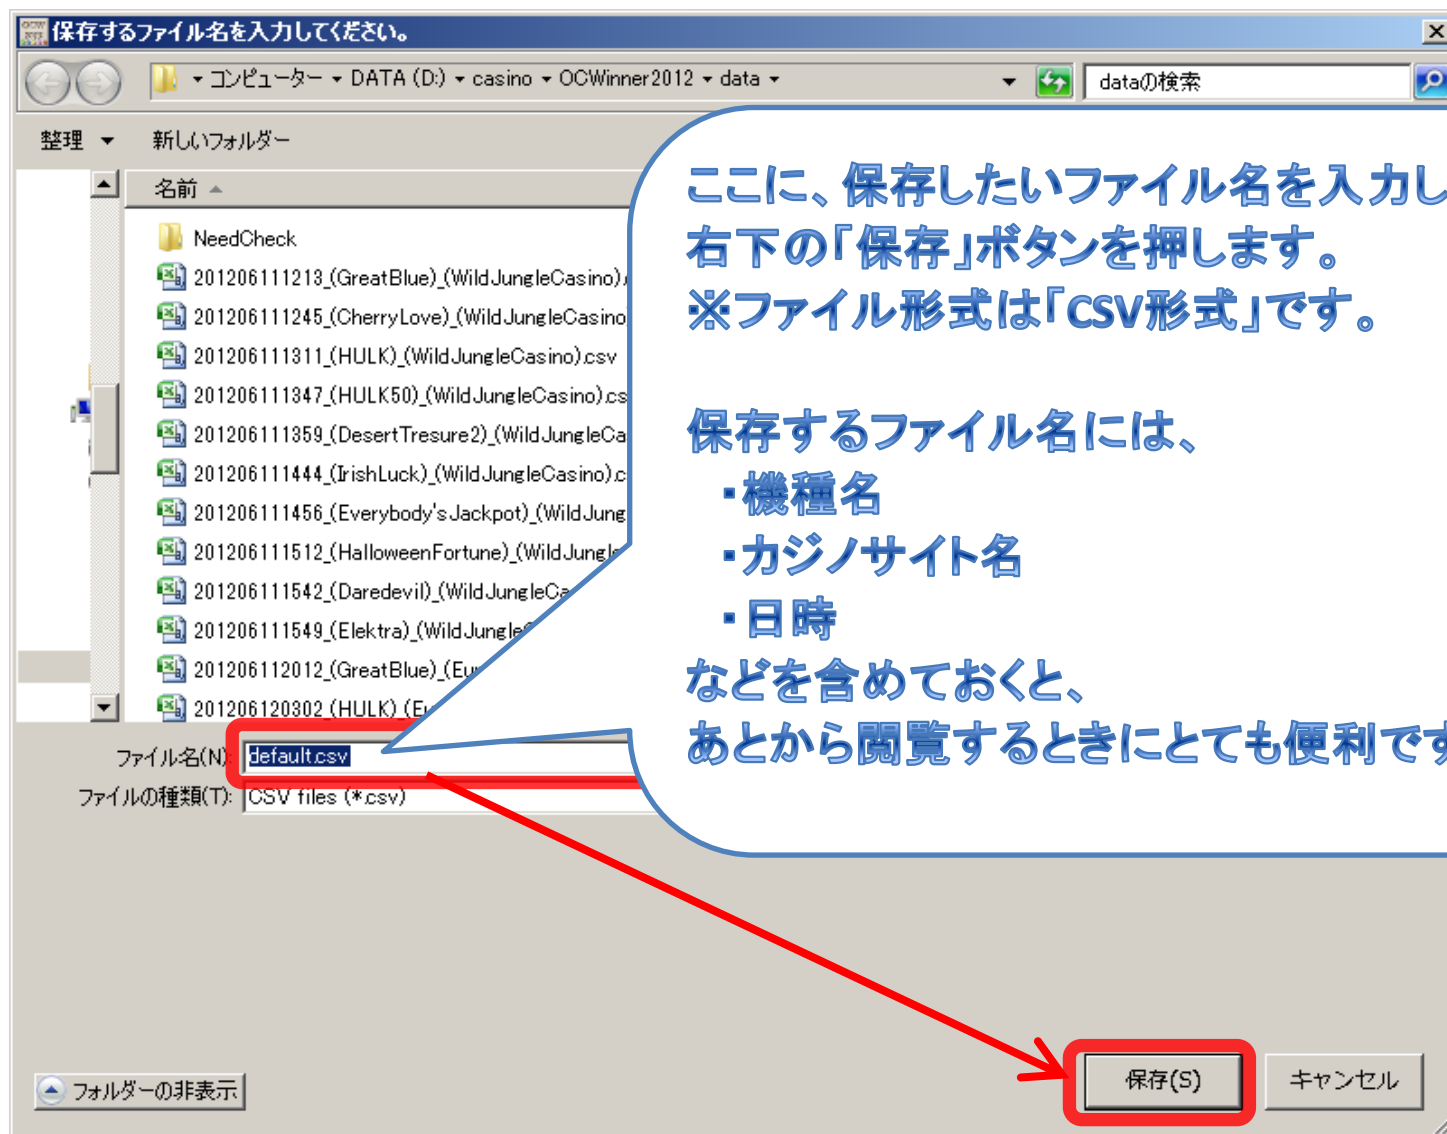 保存するファイル名を入力してください。
コンピューター ▾ DATA (D:) ▾ casino ▾ OCWinner2012 ▾ data ▾
dataの検索
整理 ▼ 新しいフォルダー
名前
NeedCheck
201206111213_(GreatBlue)_(WildJungleCasino)
201206111245_(CherryLove)_(WildJungleCasino
201206111311_(HULK)_(WildJungleCasino).csv
201206111347_(HULK50)_(WildJungleCasino).cs
201206111359_(DesertTresure2)_(WildJungleCa
201206111444_(IrishLuck)_(WildJungleCasino).c
201206111456_(Everybody'sJackpot)_(WildJung
201206111512_(HalloweenFortune)_(WildJungle
201206111542_(Daredevil)_(WildJungleCa
201206111549_(Elektra)_(WildJungle
201206112012_(GreatBlue)_(Eu
201206120302_(HULK)_(E
ここに、保存したいファイル名を入力し
右下の「保存」ボタンを押します。
※ファイル形式は「CSV形式」です。
保存するファイル名には、
・機種名
・カジノサイト名
・日時
などを含めておくと、
あとから閲覧するときにとても便利です
ファイル名(N): default.csv
ファイルの種類(T): CSV files (*.csv)
フォルダーの非表示
保存(S)
キャンセル